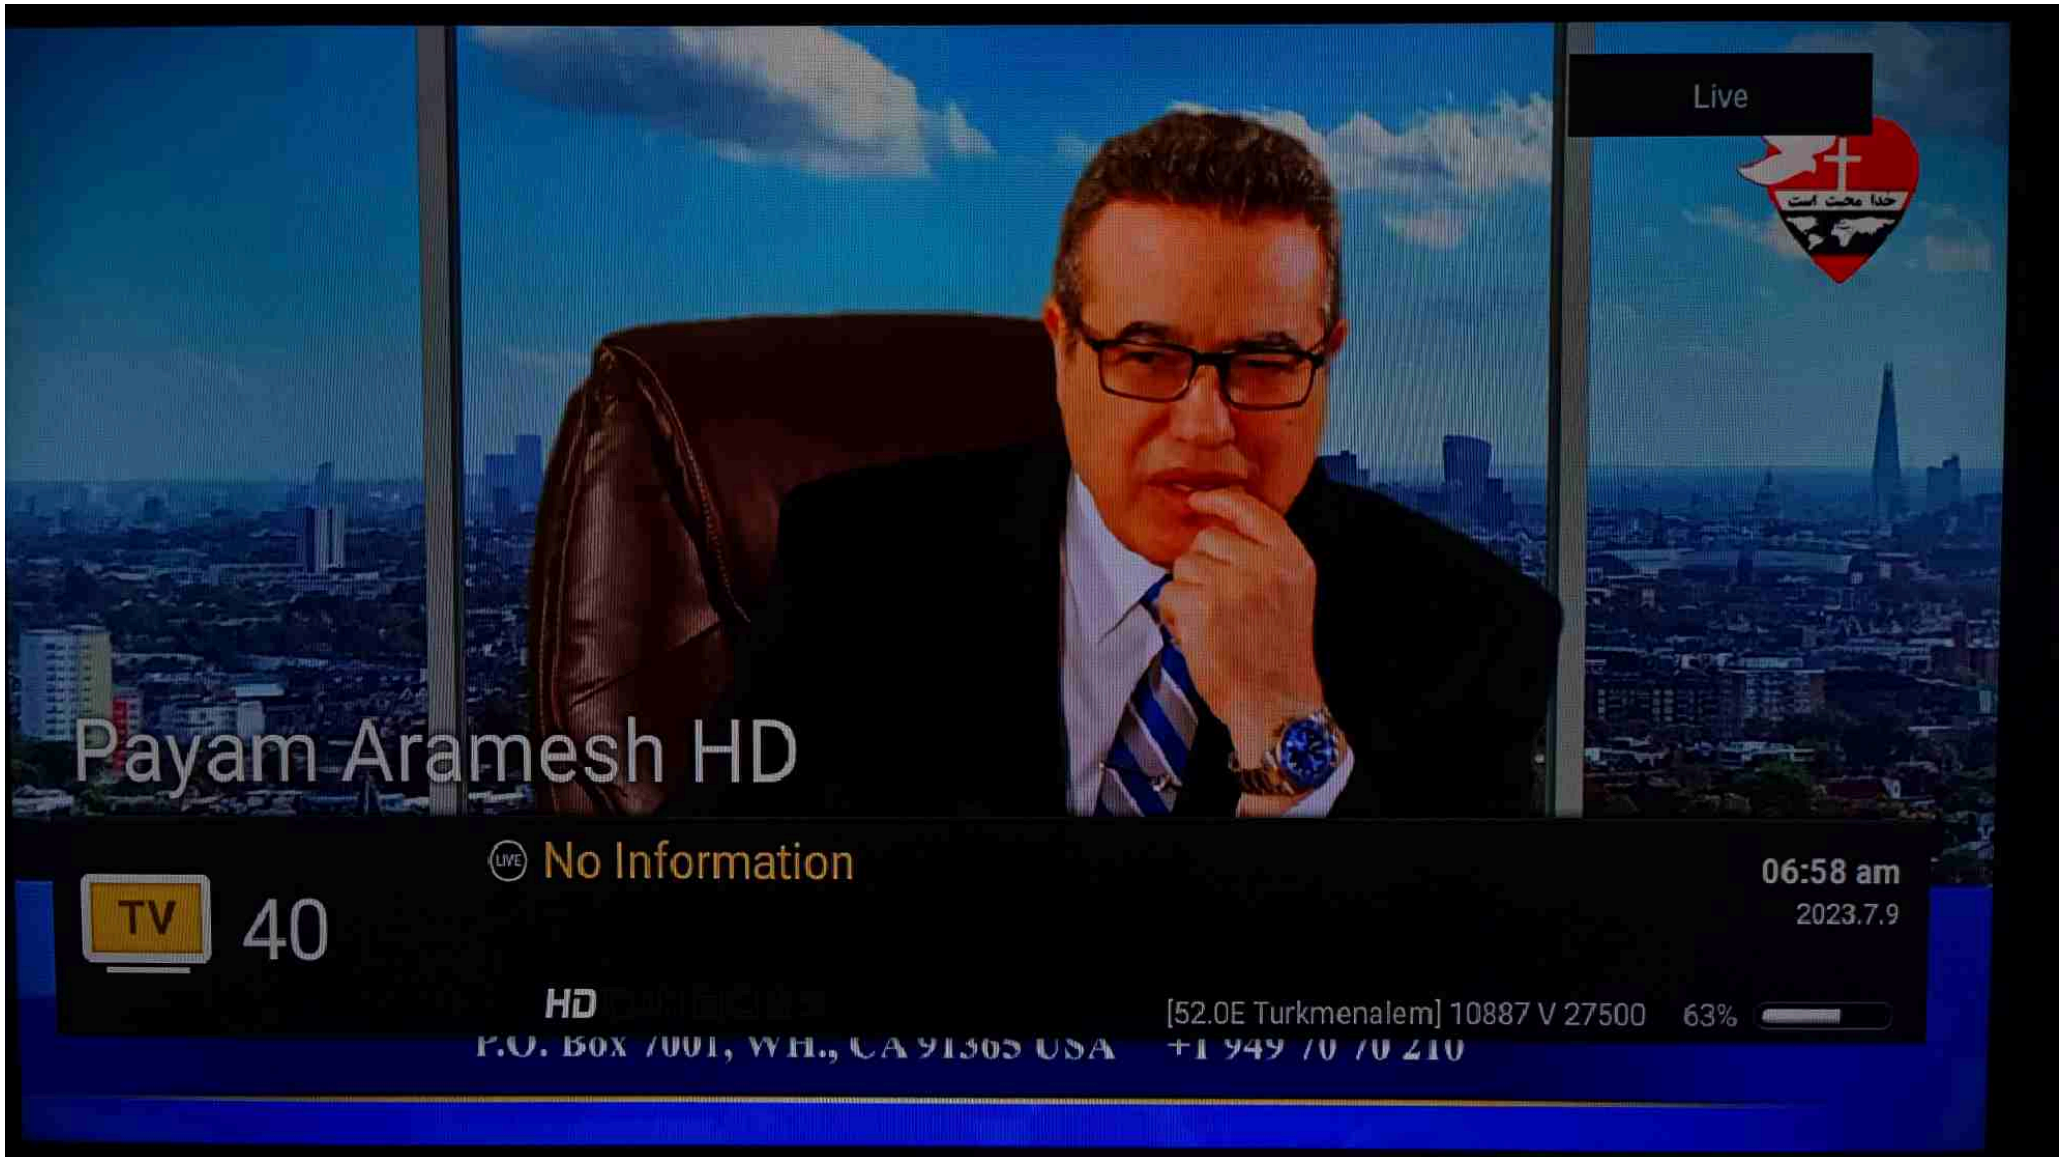 Live
خدا محبت است
Payam Aramesh HD
LIVE No Information
06:58 am
TV 40
2023.7.9
HD
[52.0E Turkmenalem] 10887 V 27500 63%
P.O. Box 7001, WH., CA 91365 USA +1 949 70 70 210